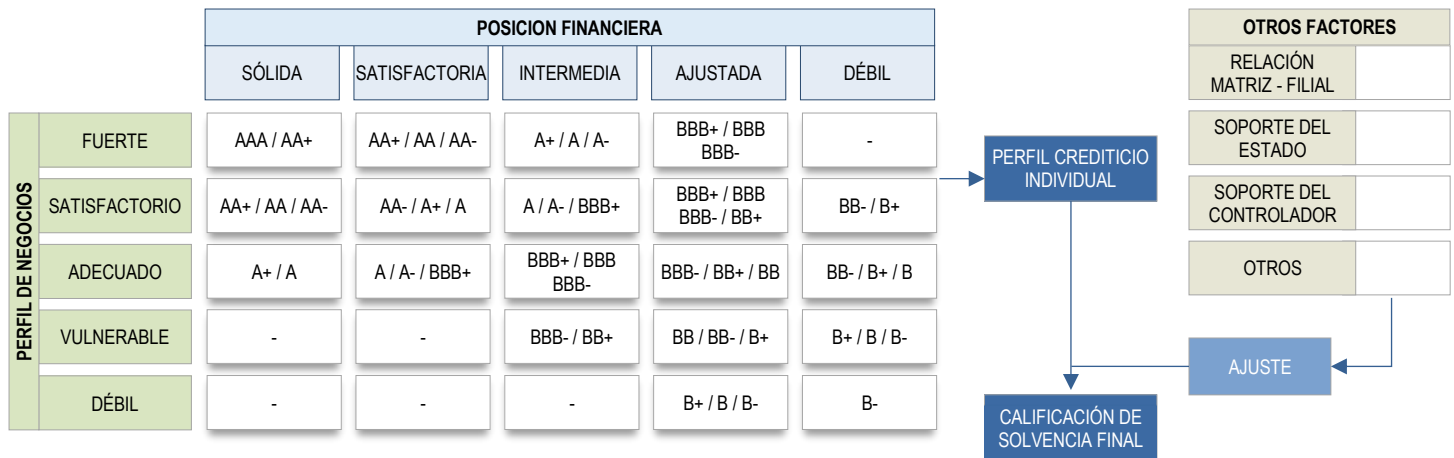 POSICION FINANCIERA
SÓLIDA
SATISFACTORIA
INTERMEDIA
AJUSTADA
DÉBIL
PERFIL DE NEGOCIOS
FUERTE
AAA / AA+
AA+ / AA / AA-
A+ / A / A-
BBB+ / BBB
BBB-
-
SATISFACTORIO
AA+ / AA / AA-
AA- / A+ / A
A / A- / BBB+
BBB+ / BBB
BBB- / BB+
BB- / B+
ADECUADO
A+ / A
A / A- / BBB+
BBB+ / BBB
BBB-
BBB- / BB+ / BB
BB- / B+ / B
VULNERABLE
-
-
BBB- / BB+
BB / BB- / B+
B+ / B / B-
DÉBIL
-
-
-
B+ / B / B-
B-
PERFIL CREDITICIO
INDIVIDUAL
CALIFICACIÓN DE
SOLVENCIA FINAL
OTROS FACTORES
RELACIÓN
MATRIZ - FILIAL
SOPORTE DEL
ESTADO
SOPORTE DEL
CONTROLADOR
OTROS
AJUSTE